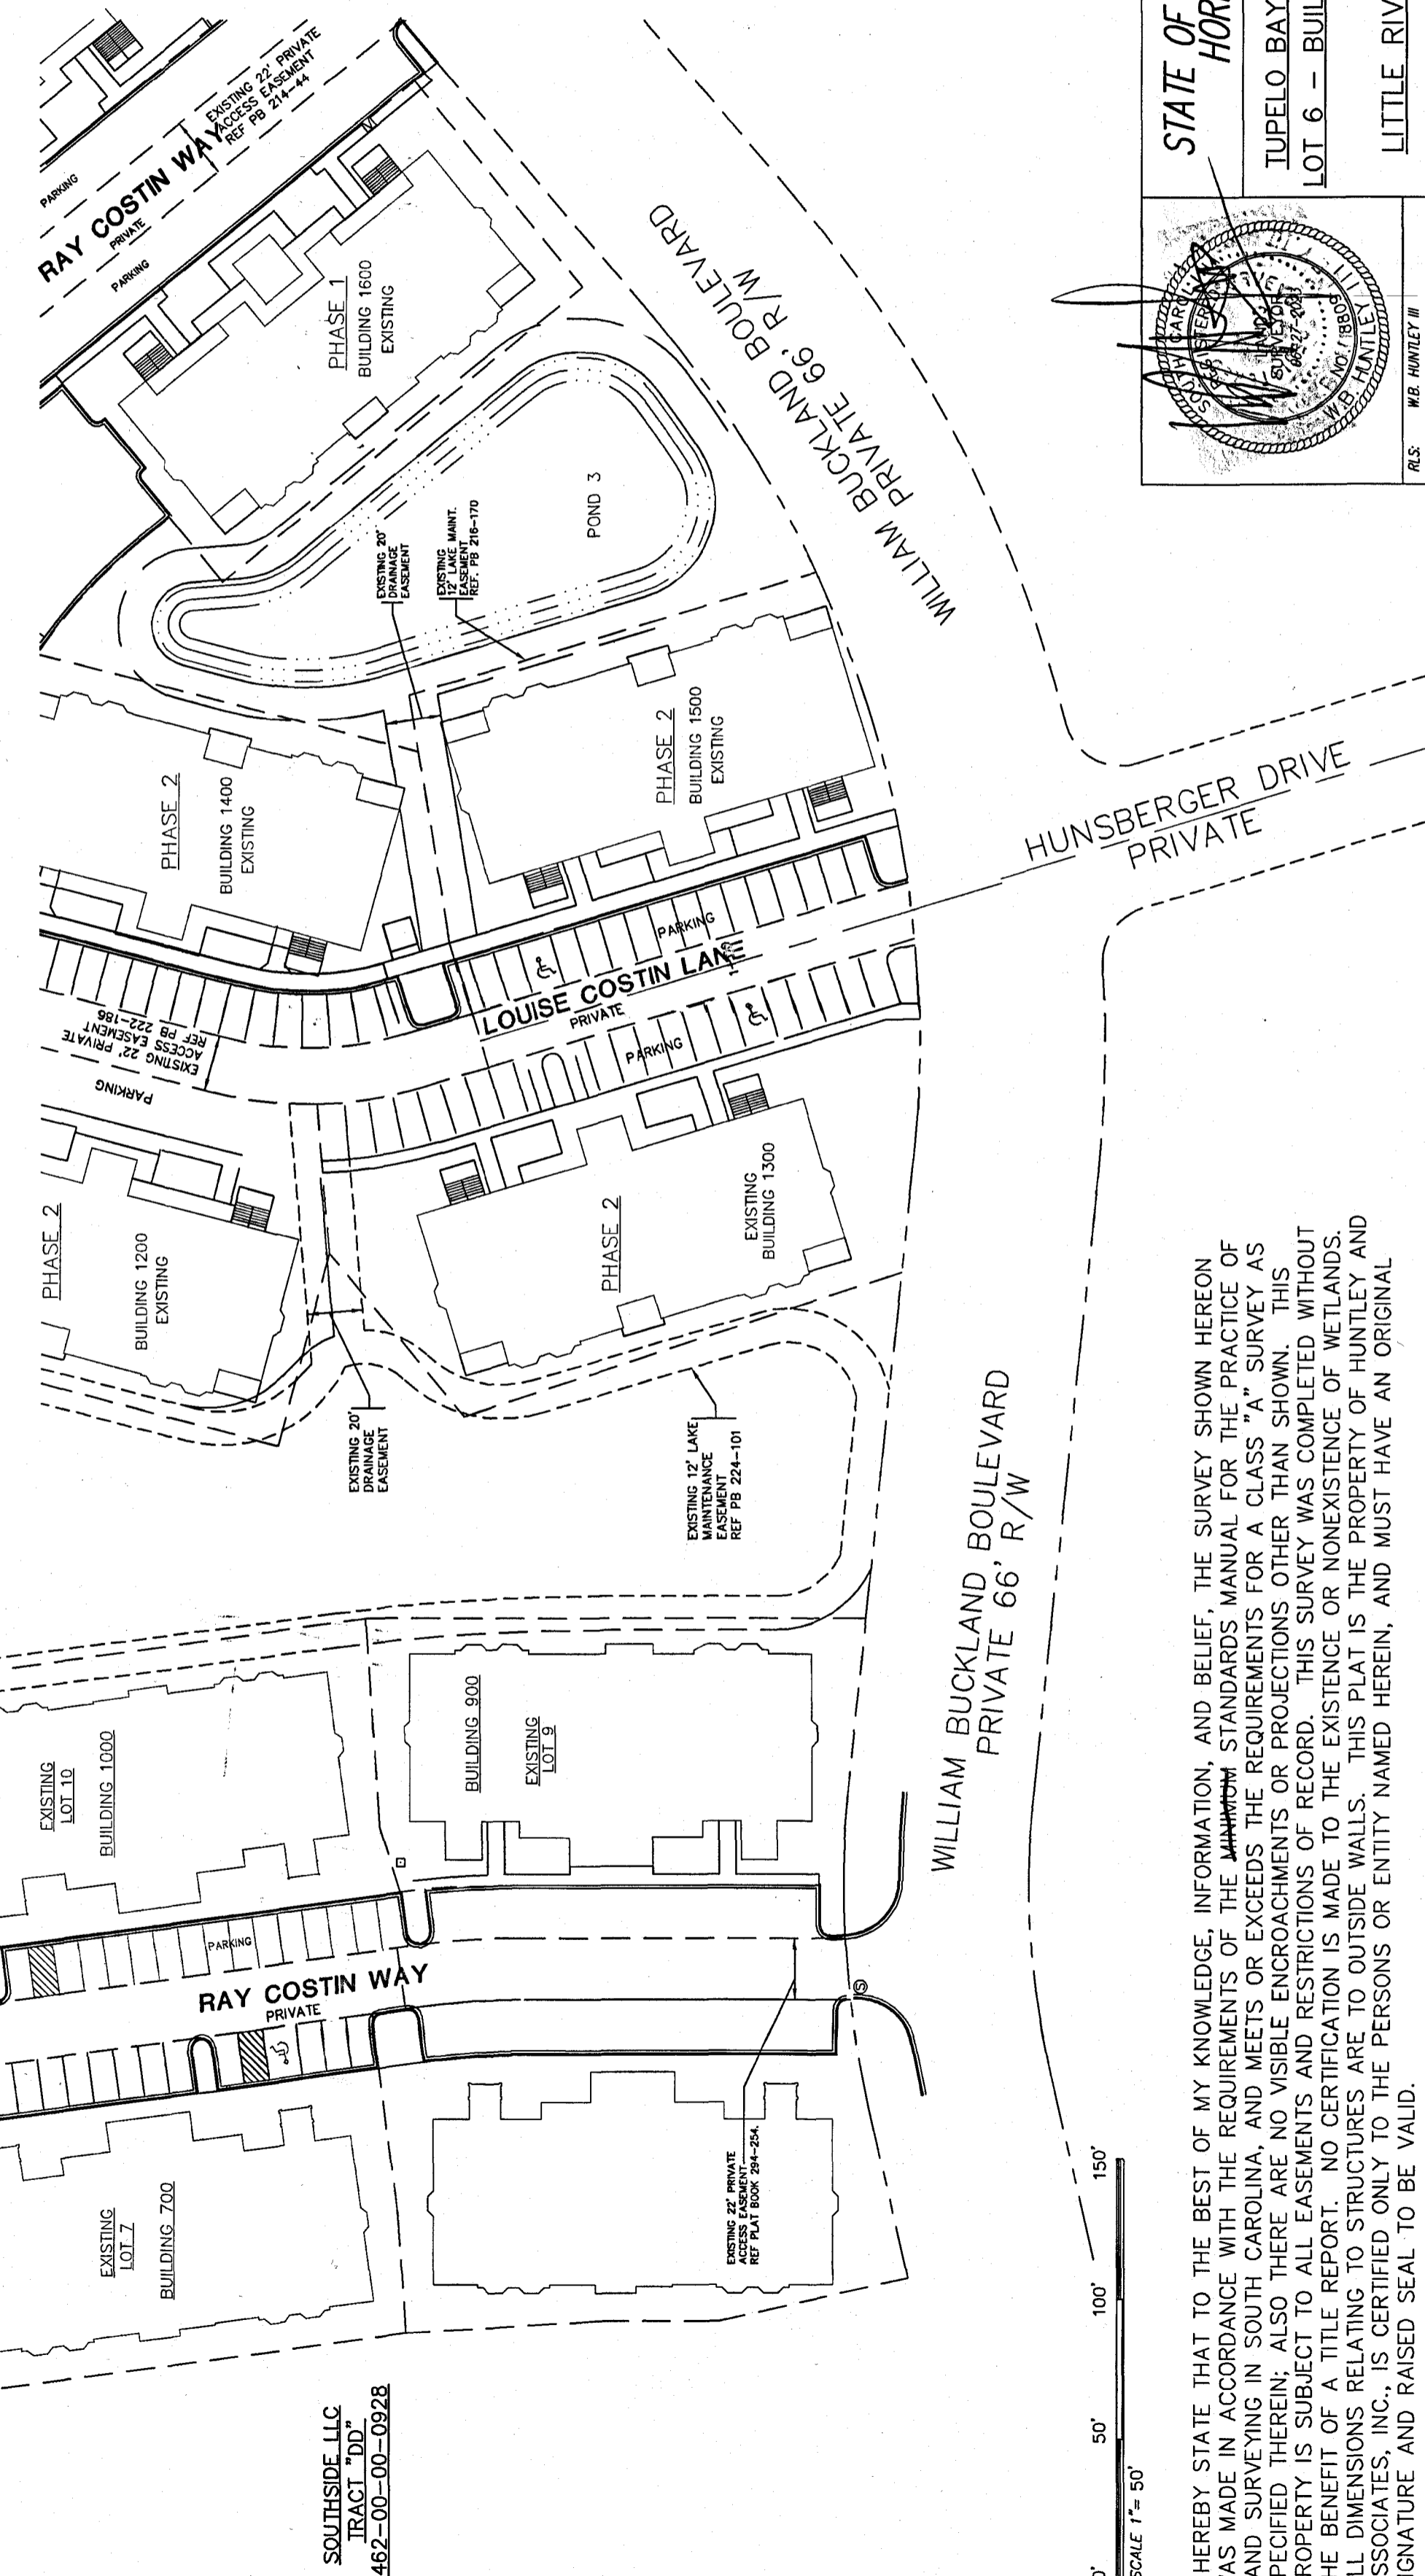 SOUTHSIDE LLC
TRACT "DD"
462-00-00-0928
EXISTING
LOT 7
BUILDING 700
EXISTING 22' PRIVATE
ACCESS EASEMENT
REF PLAT BOOK 294-254.
RAY COSTIN WAY
PRIVATE
PARKING
EXISTING
LOT 10
BUILDING 1000
BUILDING 900
EXISTING
LOT 9
S
WILLIAM BUCKLAND BOULEVARD
PRIVATE 66' R/W
EXISTING 20'
DRAINAGE
EASEMENT
EXISTING 12' LAKE
MAINTENANCE
EASEMENT
REF PB 224-101
PHASE 2
BUILDING 1200
EXISTING
PHASE 2
EXISTING
BUILDING 1300
PARKING
EXISTING 22' PRIVATE
ACCESS EASEMENT
REF PB 222-186
LOUISE COSTIN LANE
PRIVATE
PARKING
PARKING
HUNSBERGER DRIVE
PRIVATE
PHASE 2
BUILDING 1400
EXISTING
PHASE 2
BUILDING 1500
EXISTING
EXISTING 20'
DRAINAGE
EASEMENT
EXISTING
12' LAKE MAINT.
EASEMENT
REF. PB 216-170
POND 3
WILLIAM BUCKLAND BOULEVARD
PRIVATE 66' R/W
PHASE 1
BUILDING 1600
EXISTING
PARKING
RAY COSTIN WAY
PRIVATE
PARKING
EXISTING 22' PRIVATE
ACCESS EASEMENT
REF PB 214-44
0'
50'
100'
150'
SCALE 1"= 50'
HEREBY STATE THAT TO THE BEST OF MY KNOWLEDGE, INFORMATION, AND BELIEF, THE SURVEY SHOWN HEREON
AS MADE IN ACCORDANCE WITH THE REQUIREMENTS OF THE MINIMUM STANDARDS MANUAL FOR THE PRACTICE OF
AND SURVEYING IN SOUTH CAROLINA, AND MEETS OR EXCEEDS THE REQUIREMENTS FOR A CLASS "A" SURVEY AS
PECIFIED THEREIN; ALSO THERE ARE NO VISIBLE ENCROACHMENTS OR PROJECTIONS OTHER THAN SHOWN. THIS
ROPERTY IS SUBJECT TO ALL EASEMENTS AND RESTRICTIONS OF RECORD. THIS SURVEY WAS COMPLETED WITHOUT
HE BENEFIT OF A TITLE REPORT. NO CERTIFICATION IS MADE TO THE EXISTENCE OR NONEXISTENCE OF WETLANDS.
LL DIMENSIONS RELATING TO STRUCTURES ARE TO OUTSIDE WALLS. THIS PLAT IS THE PROPERTY OF HUNTLEY AND
SSOCIATES, INC., IS CERTIFIED ONLY TO THE PERSONS OR ENTITY NAMED HEREIN, AND MUST HAVE AN ORIGINAL
IGNATURE AND RAISED SEAL TO BE VALID.
SOUTH CAROL
SURVEYOR
NO. 18809
W.B. HUNTLEY III
RLS:
W.B. HUNTLEY III
STATE OF
HOR
TUPELO BAY
LOT 6 - BUIL
LITTLE RIV